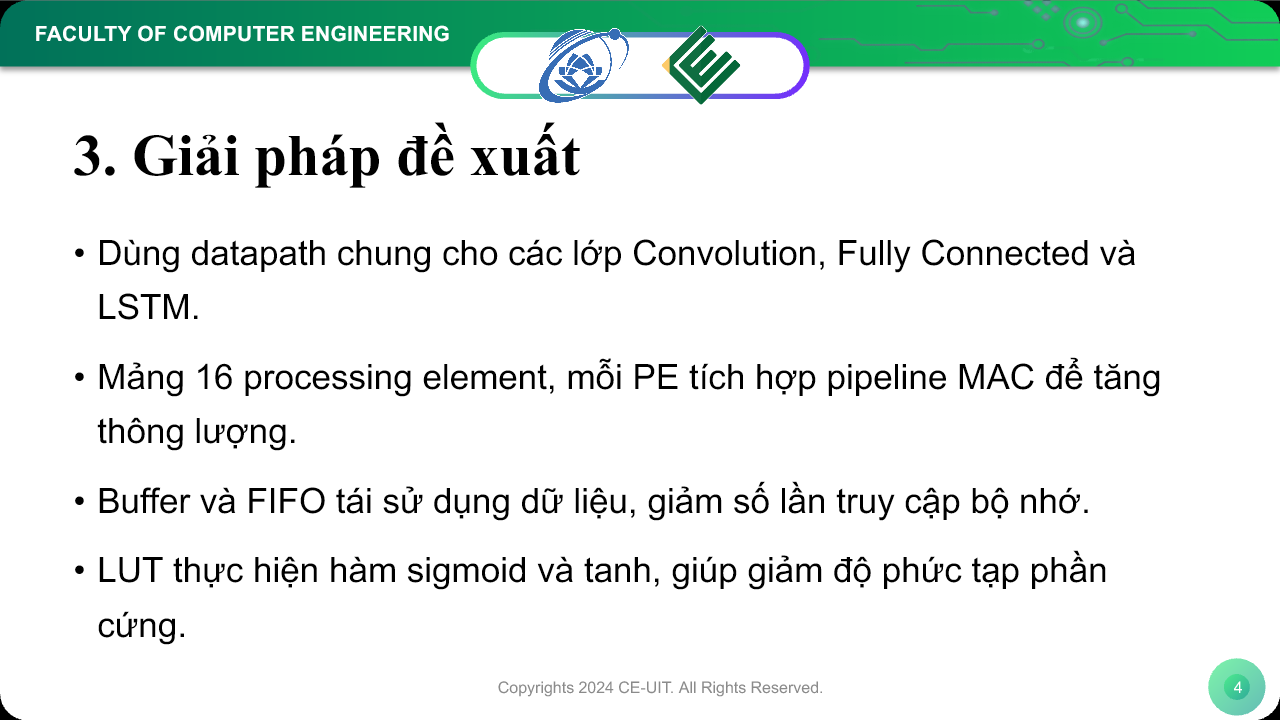 FACULTY OF COMPUTER ENGINEERING
3. Giải pháp đề xuất
• Dùng datapath chung cho các lớp Convolution, Fully Connected và
LSTM.
• Mảng 16 processing element, mỗi PE tích hợp pipeline MAC để tăng
thông lượng.
• Buffer và FIFO tái sử dụng dữ liệu, giảm số lần truy cập bộ nhớ.
• LUT thực hiện hàm sigmoid và tanh, giúp giảm độ phức tạp phần
cứng.
Copyrights 2024 CE-UIT. All Rights Reserved.
4